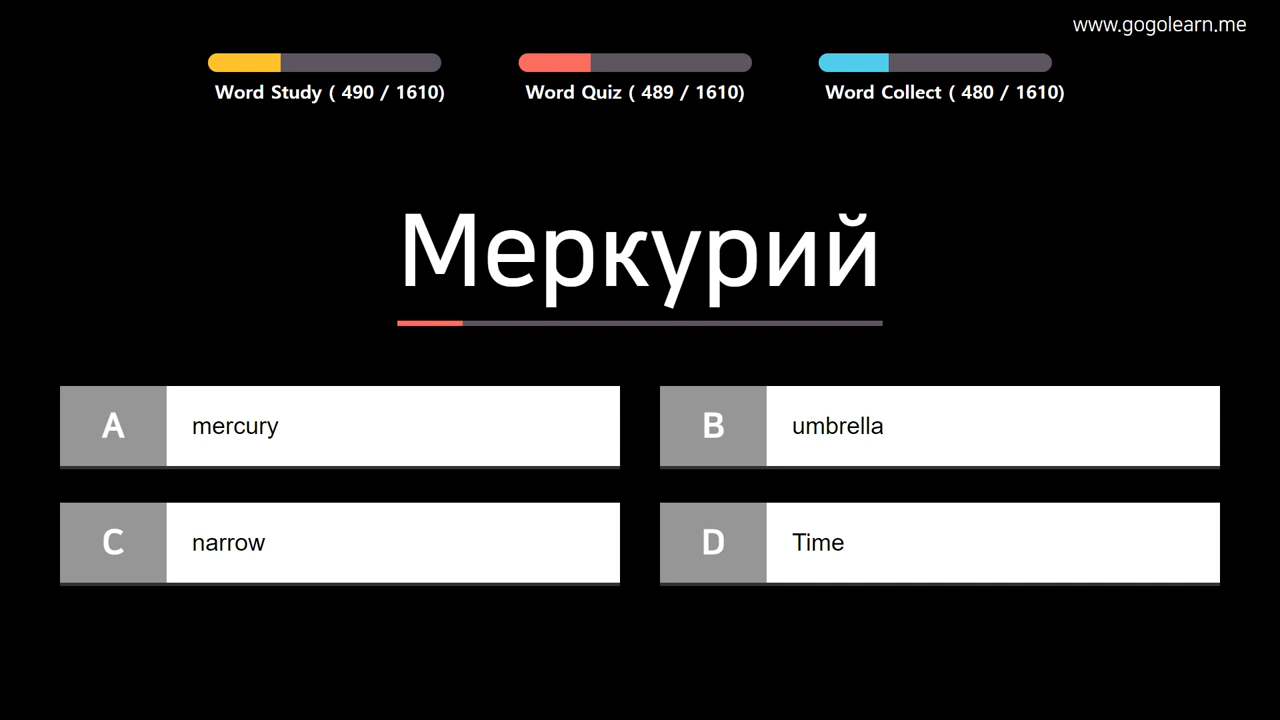 www.gogolearn.me
Word Study ( 490 / 1610)
Word Quiz ( 489 / 1610)
Word Collect ( 480 / 1610)
Меркурий
A mercury
B umbrella
C narrow
D Time